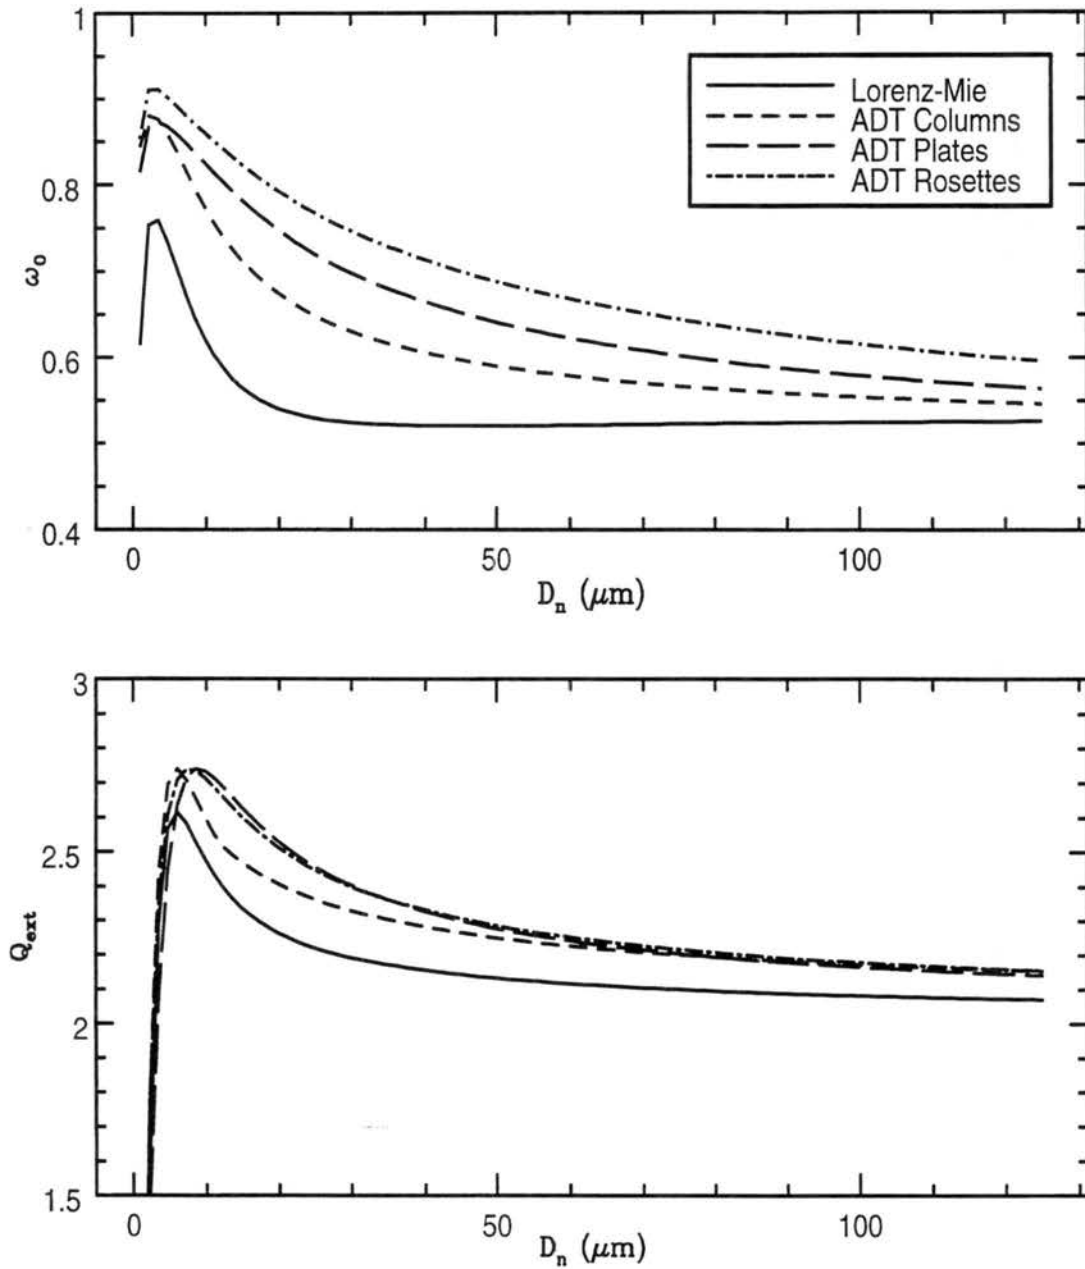 1
0.8
0.6
0.4
ω₀
Lorenz-Mie
ADT Columns
ADT Plates
ADT Rosettes
0
50
100
Dₙ (μm)
3
2.5
2
1.5
Qₑₓₜ
0
50
100
Dₙ (μm)